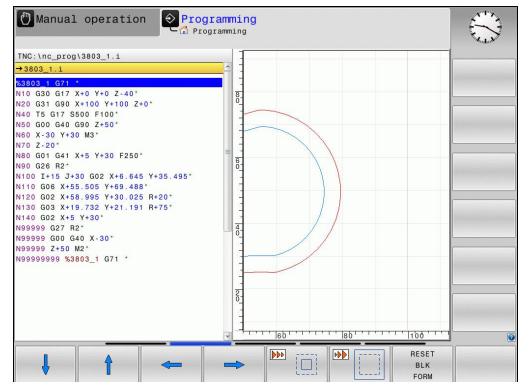 Manual operation
Programming
Programming
TNC:\nc_prog\3803_1.i
→3803_1.i
%3803_1 G71 *
N10 G30 G17 X+0 Y+0 Z-40*
N20 G31 G90 X+100 Y+100 Z+0*
N40 T5 G17 S500 F100*
N50 G00 G40 G90 Z+50*
N60 X-30 Y+30 M3*
N70 Z-20*
N80 G01 G41 X+5 Y+30 F250*
N90 G26 R2*
N100 I+15 J+30 G02 X+6.645 Y+35.495*
N110 G06 X+55.505 Y+69.488*
N120 G02 X+58.995 Y+30.025 R+20*
N130 G03 X+19.732 Y+21.191 R+75*
N140 G02 X+5 Y+30*
N99999 G27 R2*
N99999 G00 G40 X-30*
N99999 Z+50 M2*
N99999999 %3803_1 G71 *
60
80
100
RESET
BLK
FORM